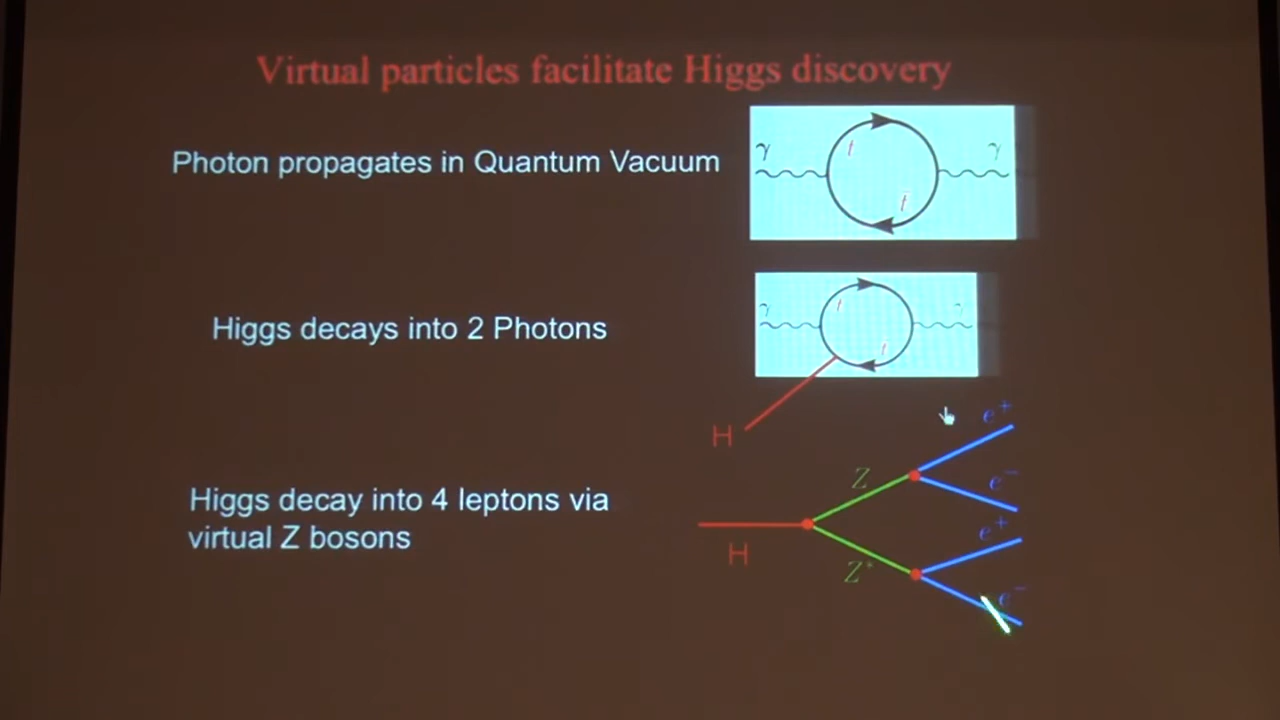 Virtual particles facilitate Higgs discovery
Photon propagates in Quantum Vacuum
γ
t
t̄
γ
Higgs decays into 2 Photons
γ
t
t
γ
H
Higgs decay into 4 leptons via
virtual Z bosons
H
Z
Z*
e⁺
e⁻
e⁺
e⁻